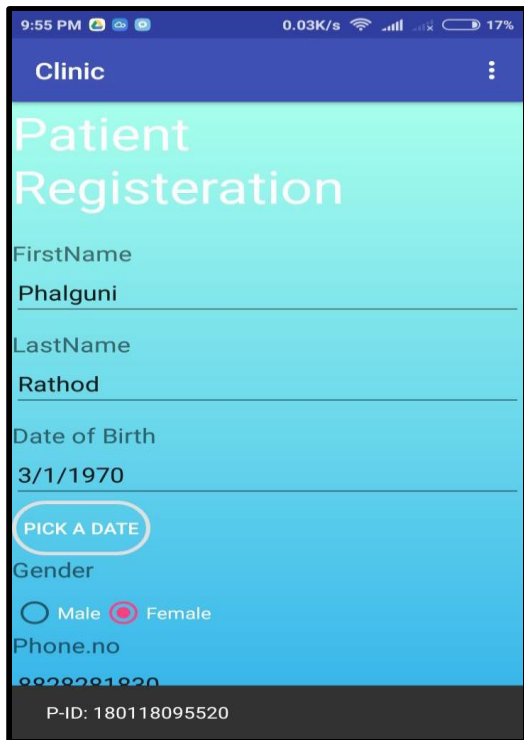 9:55 PM 0.03K/s 17%
Clinic
Patient
Registeration
FirstName
Phalguni
LastName
Rathod
Date of Birth
3/1/1970
PICK A DATE
Gender
Male Female
Phone.no
8828281830
P-ID: 180118095520